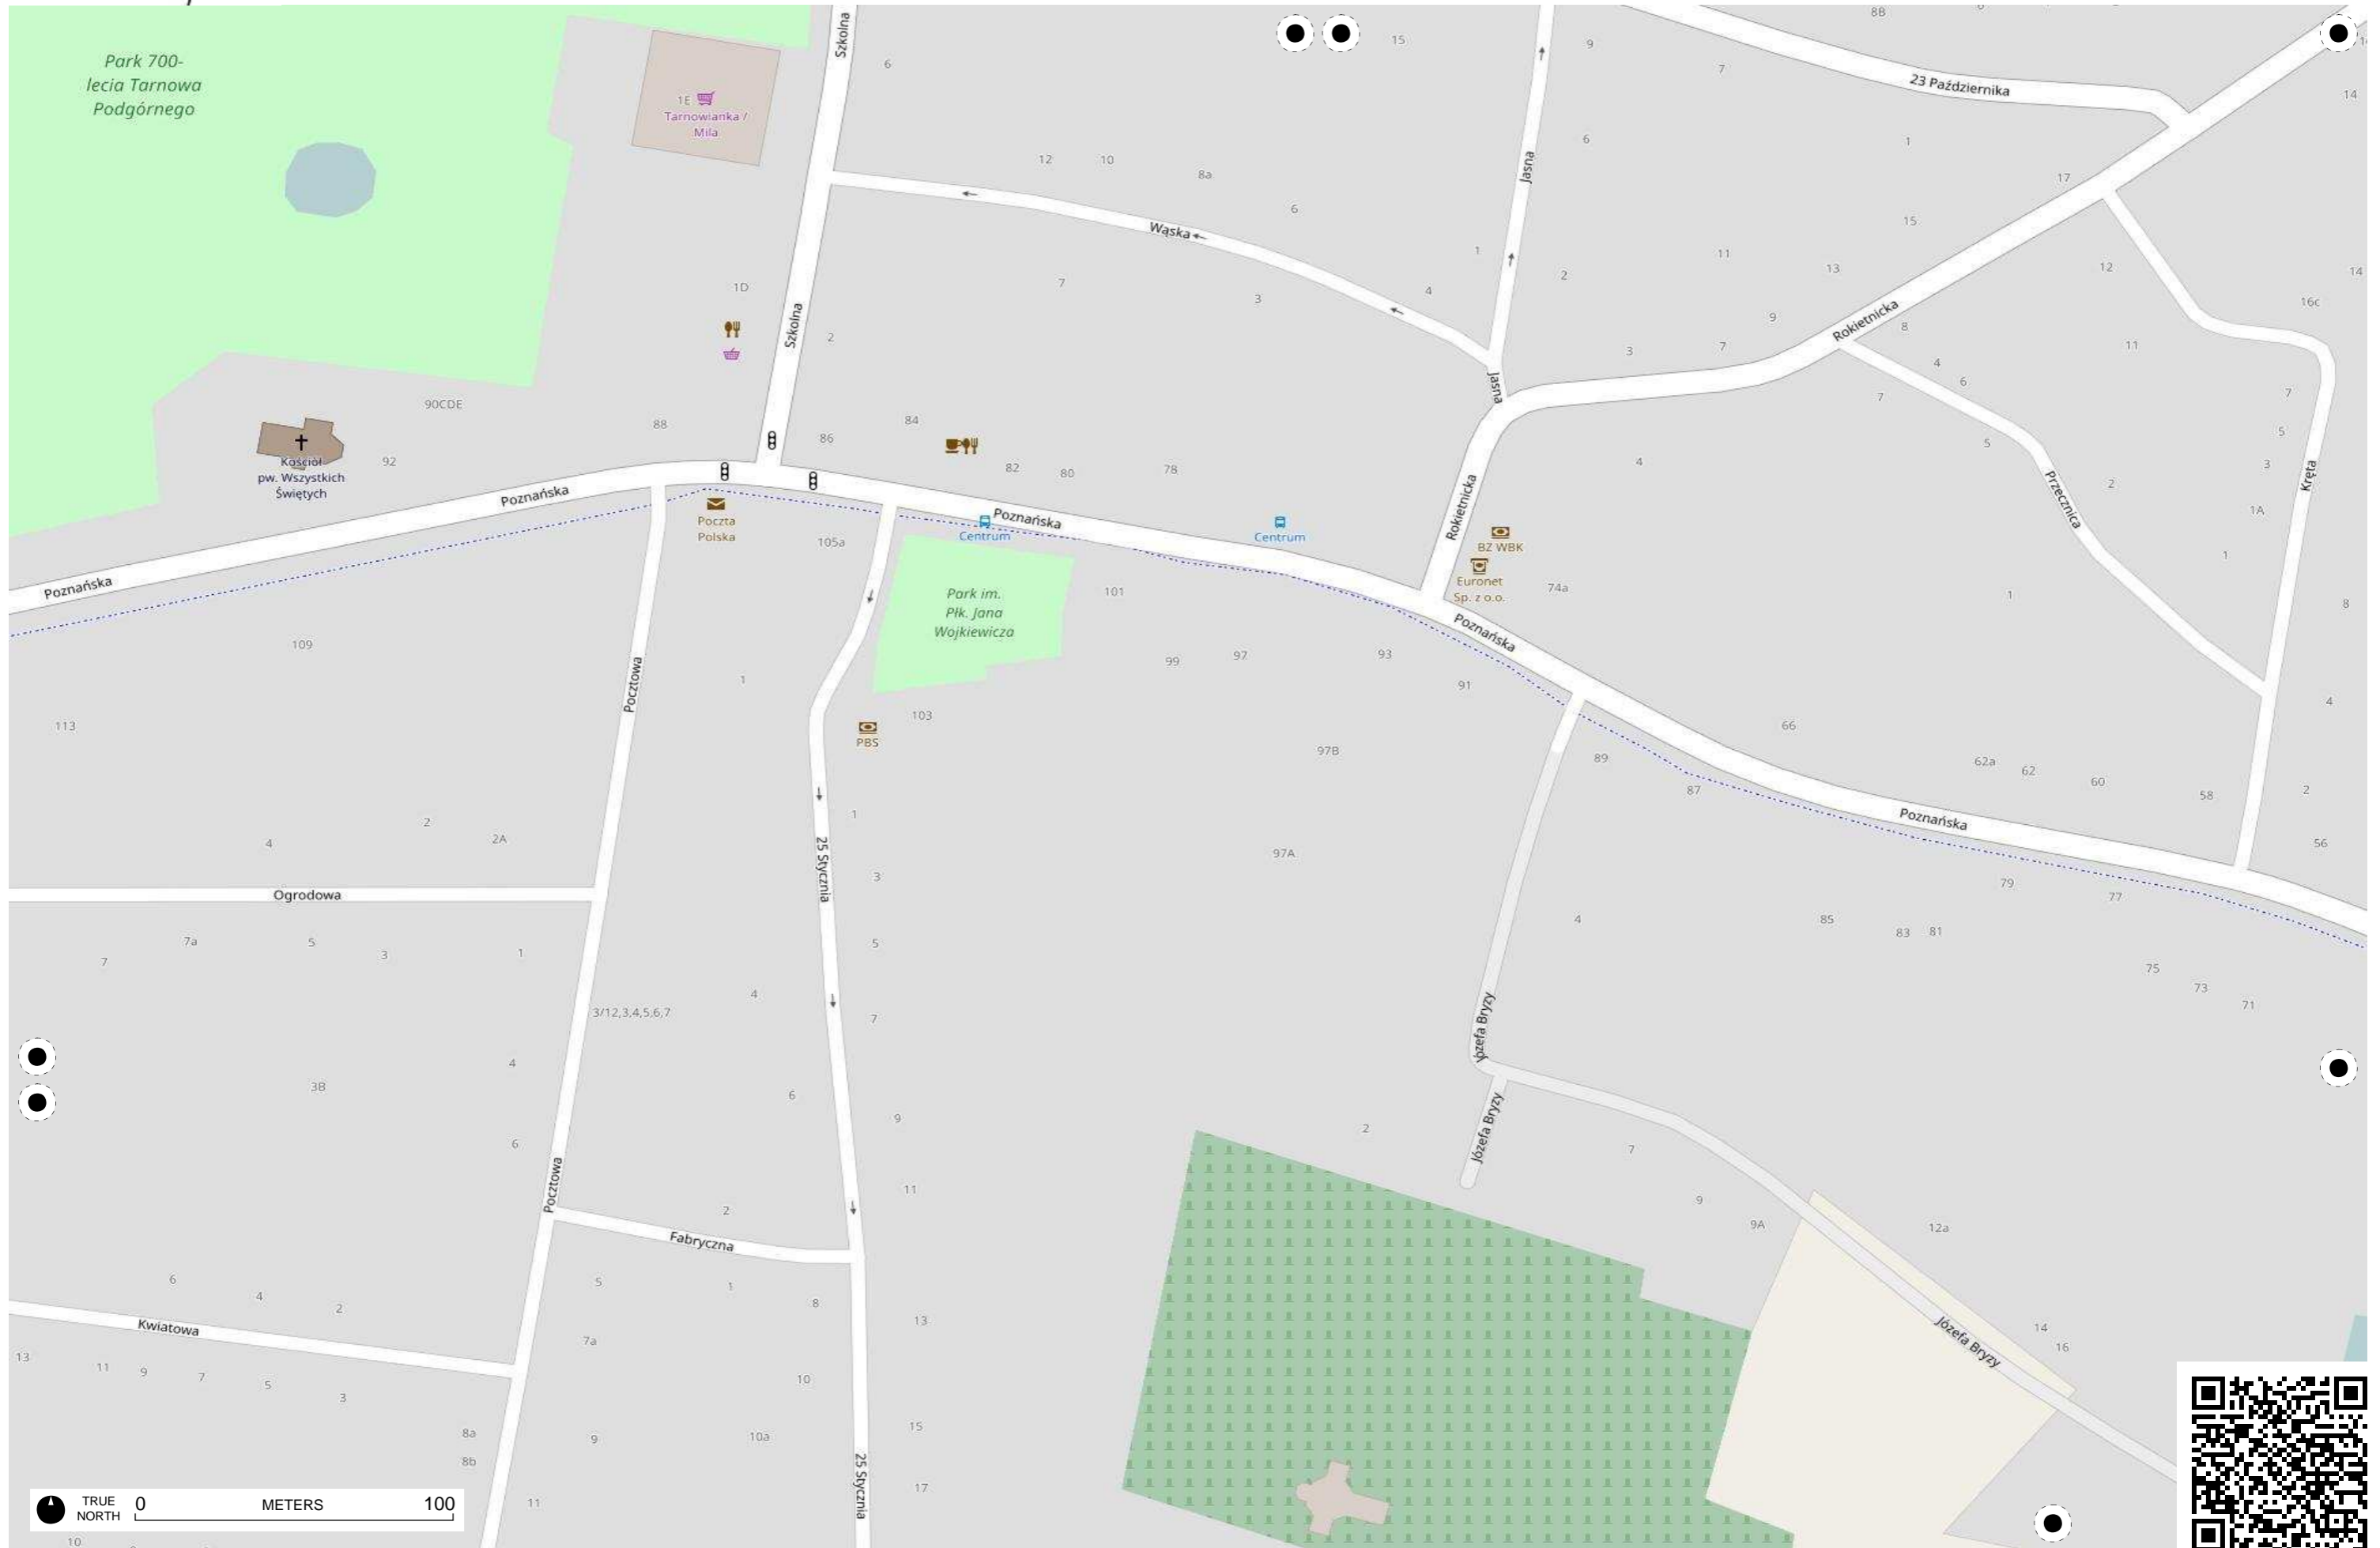 Park 700-
lecia Tarnowa
Podgórnego
1E
Tarnowianka /
Mila
Szkolna
6
15
9
7
8B
23 Października
14
Jasna
6
1
17
12
10
8a
6
15
Wąska
1
11
13
2
12
14
16c
1D
7
3
4
9
Rokietnicka
8
Szkolna
2
3
7
4
11
6
7
7
Jasna
90CDE
88
86
84
5
5
Kościół
pw. Wszystkich
Świętych
92
82
80
78
4
3
Kręta
2
Przecznica
1A
Poznańska
Poczta
Polska
Poznańska
Centrum
Centrum
Rokietnicka
BZ WBK
105a
1
Euronet
Sp. z o.o.
74a
1
8
Poznańska
Park im.
Płk. Jana
Wojkiewicza
101
Poznańska
109
99
97
93
91
Pocztowa
1
4
113
103
PBS
66
97B
89
62a
62
60
58
2
87
1
Poznańska
56
2
2A
4
97A
25 Stycznia
3
79
77
Ogrodowa
4
85
83
81
7a
5
3
1
5
7
75
73
71
4
3/12,3,4,5,6,7
7
Józefa Bryzy
4
3B
6
9
Józefa Bryzy
2
6
7
Pocztowa
11
9
2
9A
12a
Fabryczna
6
5
1
4
8
2
13
Kwiatowa
7a
Józefa Bryzy
14
16
13
11
9
7
5
3
10
8a
9
10a
15
8b
25 Stycznia
17
11
TRUE
NORTH
0
METERS
100
10